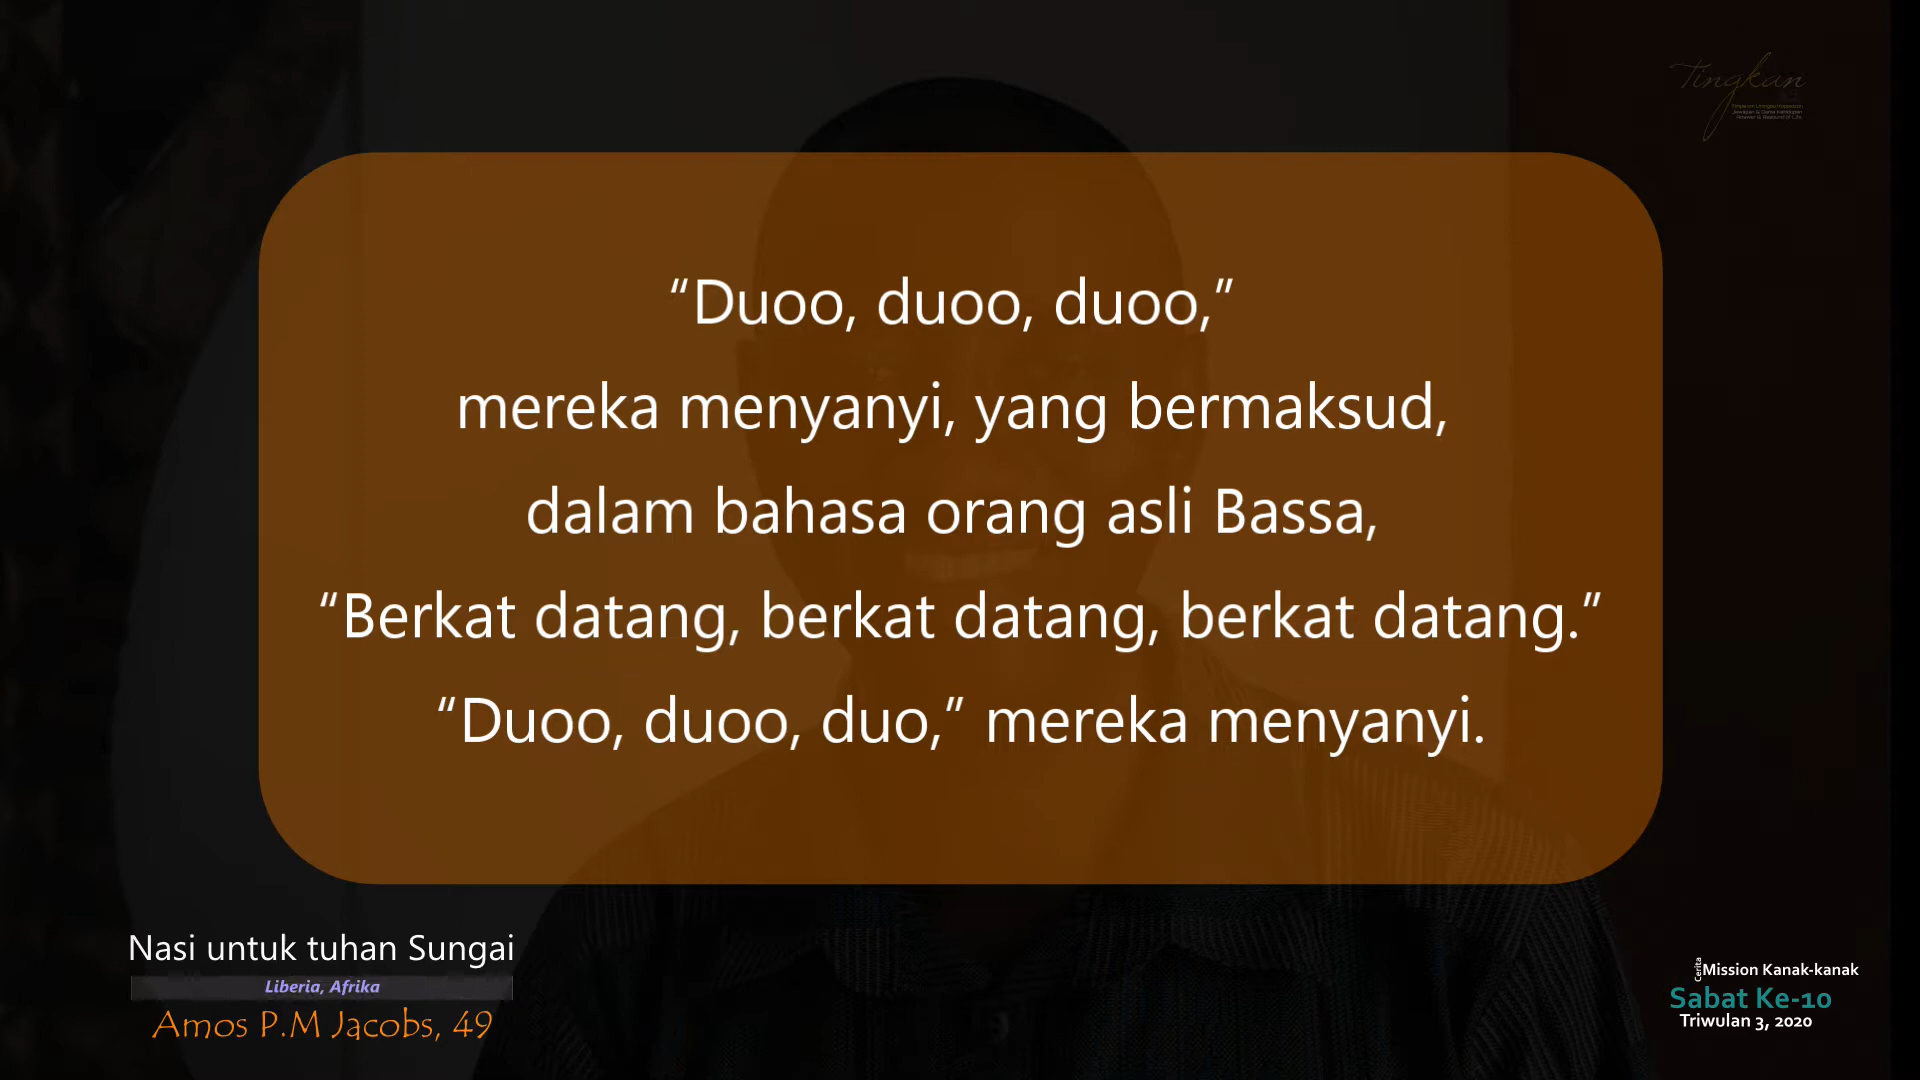 Tingkan
“Duoo, duoo, duoo,”
mereka menyanyi, yang bermaksud,
dalam bahasa orang asli Bassa,
“Berkat datang, berkat datang, berkat datang.”
“Duoo, duoo, duo,” mereka menyanyi.
Nasi untuk tuhan Sungai
Liberia, Afrika
Amos P.M Jacobs, 49
Cerita Mission Kanak-kanak
Sabat Ke-10
Triwulan 3, 2020